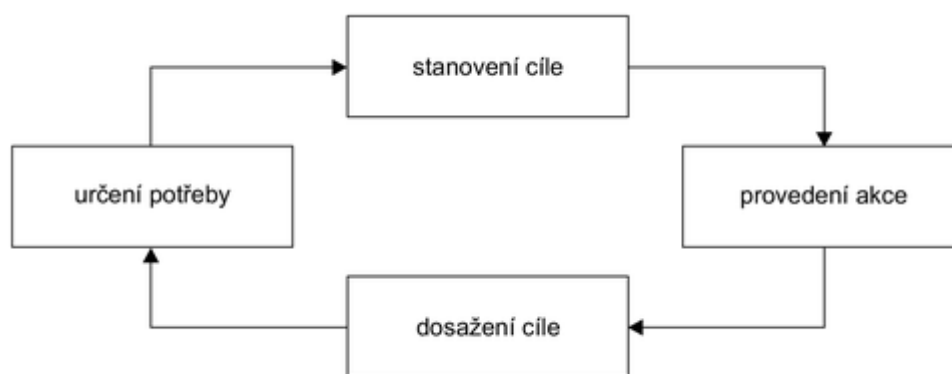 stanovení cíle
určení potřeby
provedení akce
dosažení cíle